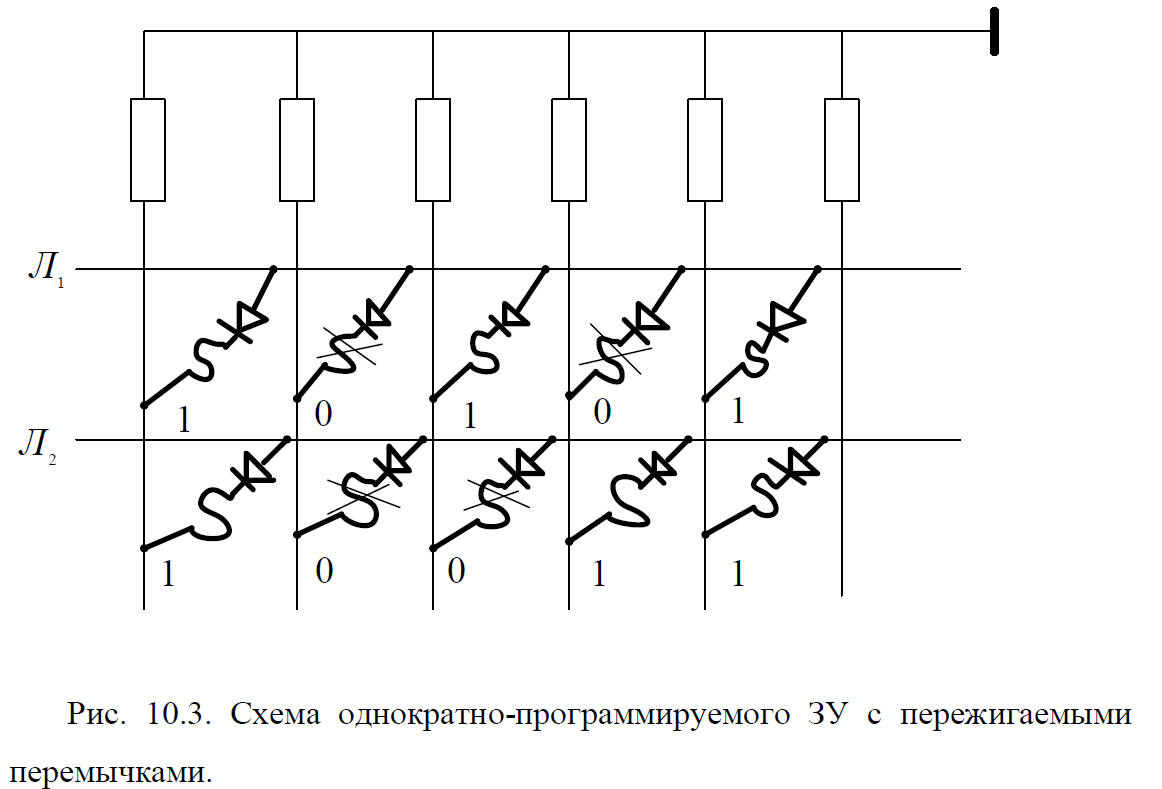 Л₁
1 0 1 0 1
Л₂
1 0 0 1 1
Рис. 10.3. Схема однократно-программируемого ЗУ с пережигаемыми
перемычками.